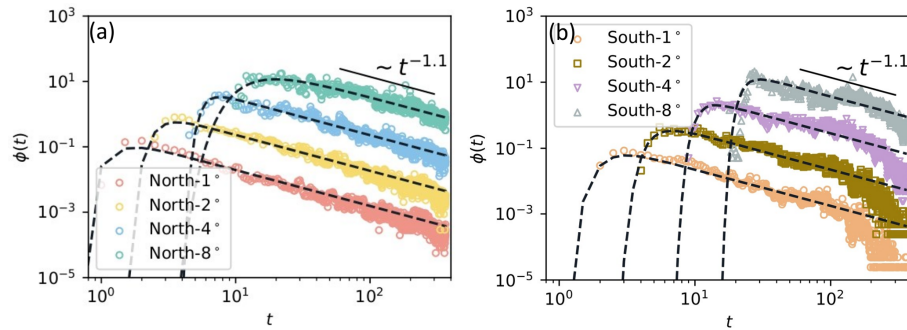 (a)
10³
10¹
10⁻¹
10⁻³
10⁻⁵
ϕ(t)
~ t⁻¹·¹
North-1°
North-2°
North-4°
North-8°
10⁰
10¹
10²
t
(b)
10³
10¹
10⁻¹
10⁻³
10⁻⁵
ϕ(t)
South-1°
South-2°
South-4°
South-8°
~ t⁻¹·¹
10⁰
10¹
10²
t